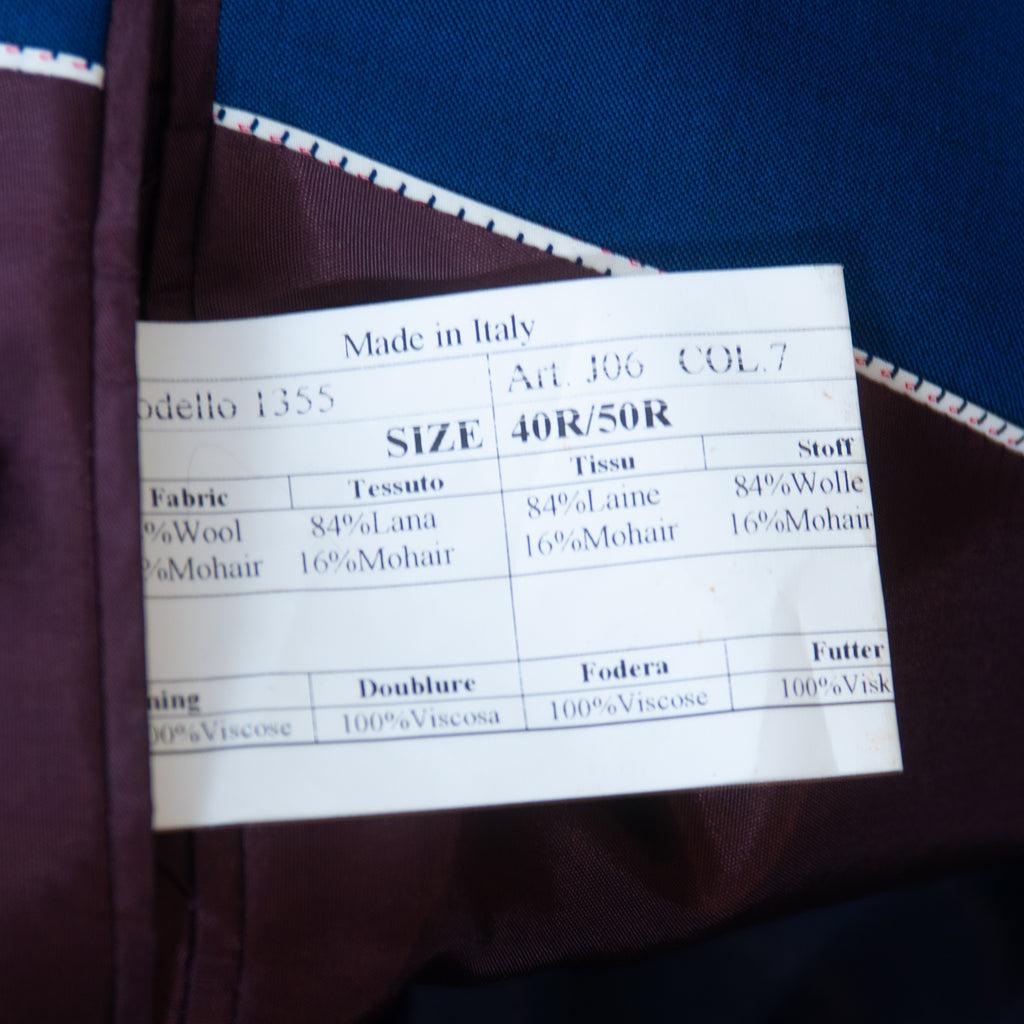 Made in Italy
odello 1355 Art. J06 COL.7
SIZE 40R/50R
Fabric Tessuto Tissu Stoff
%Wool 84%Lana 84%Laine 84%Wolle
%Mohair 16%Mohair 16%Mohair 16%Mohair
ning Doublure Fodera Futter
00%Viscose 100%Viscosa 100%Viscose 100%Visk